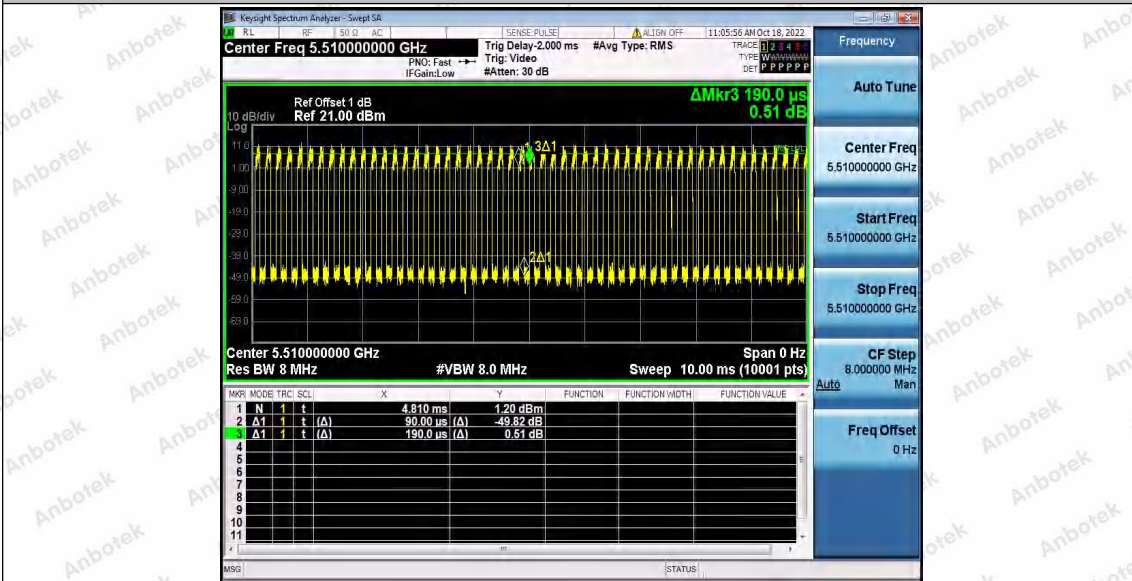 Keysight Spectrum Analyzer - Swept SA
RL RF 50 Ω AC SENSE:PULSE ALIGN OFF 11:05:56 AM Oct 18, 2022
Center Freq 5.510000000 GHz
PNO: Fast
IFGain:Low
Trig Delay-2.000 ms
Trig: Video
#Atten: 30 dB
#Avg Type: RMS
TRACE 1 2 3 4 5 6
TYPE
DET P P P P P P
ΔMkr3 190.0 µs
0.51 dB
Ref Offset 1 dB
10 dB/div Ref 21.00 dBm
Log
11.0
1.00
-9.00
-19.0
-29.0
-39.0
-49.0
-59.0
-69.0
3Δ1
2Δ1
Center 5.510000000 GHz Span 0 Hz
Res BW 8 MHz #VBW 8.0 MHz Sweep 10.00 ms (10001 pts)
MKR MODE TRC SCL X Y FUNCTION FUNCTION WIDTH FUNCTION VALUE
1 N 1 t 4.810 ms 1.20 dBm
2 Δ1 1 t (Δ) 90.00 µs (Δ) -49.82 dB
3 Δ1 1 t (Δ) 190.0 µs (Δ) 0.51 dB
4
5
6
7
8
9
10
11
MSG STATUS
Frequency
Auto Tune
Center Freq
5.510000000 GHz
Start Freq
5.510000000 GHz
Stop Freq
5.510000000 GHz
CF Step
8.000000 MHz
Auto Man
Freq Offset
0 Hz
Anbotek